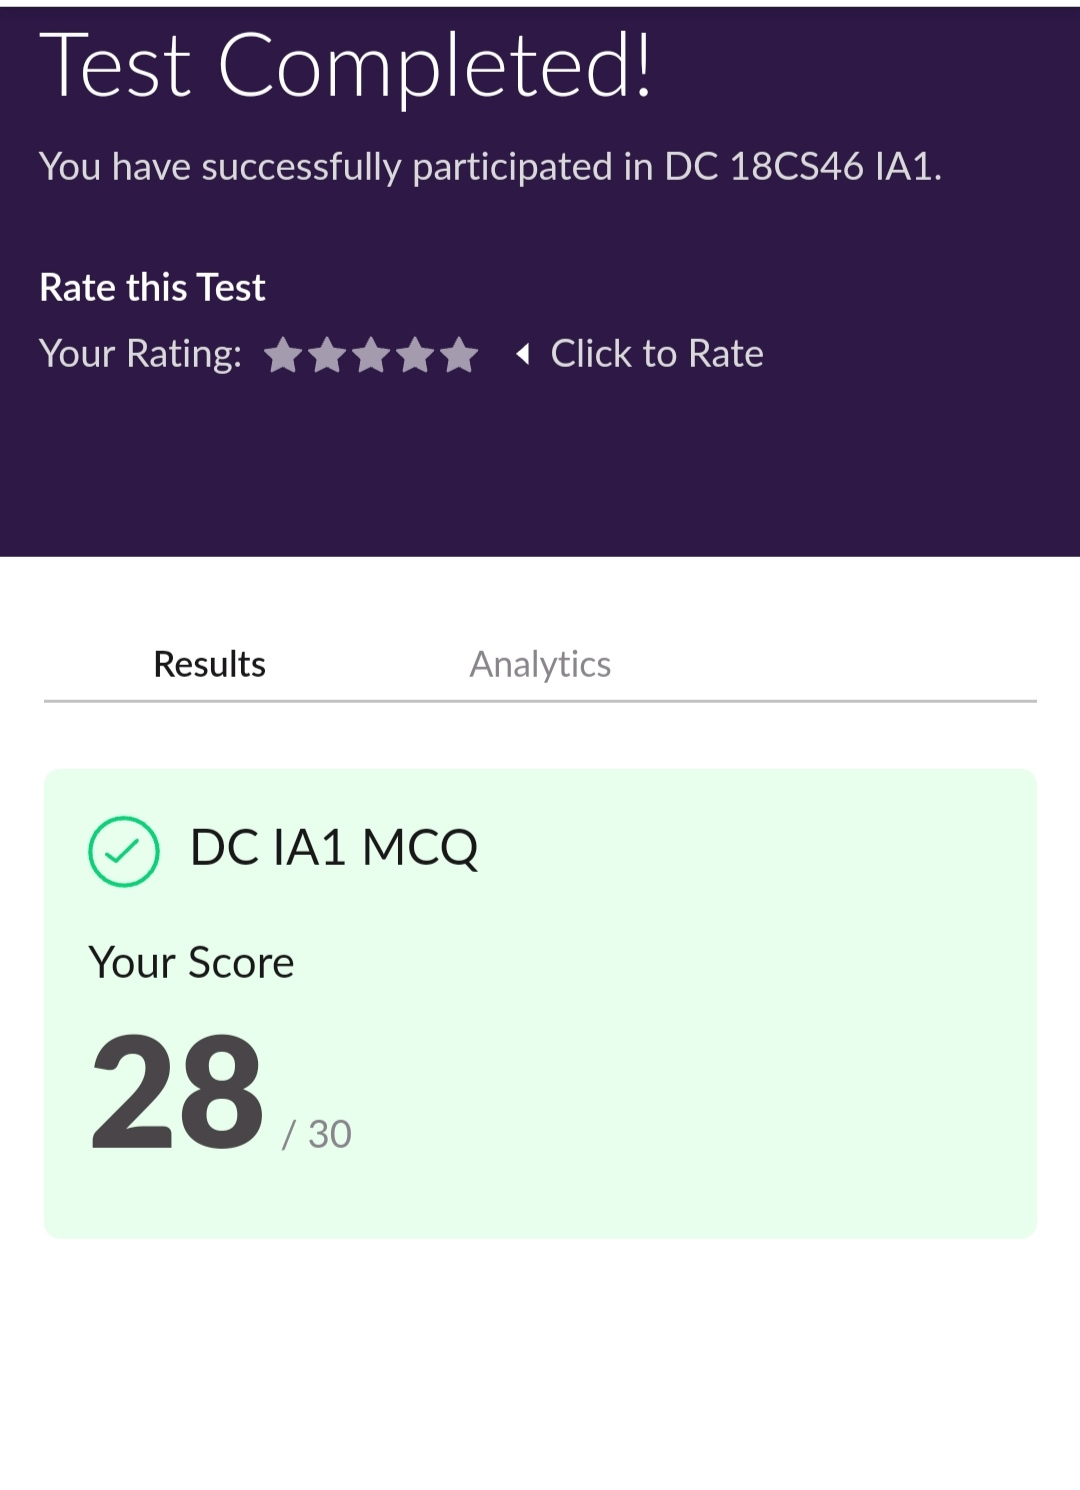 Test Completed!
You have successfully participated in DC 18CS46 IA1.
Rate this Test
Your Rating: Click to Rate
Results Analytics
DC IA1 MCQ
Your Score
28 / 30